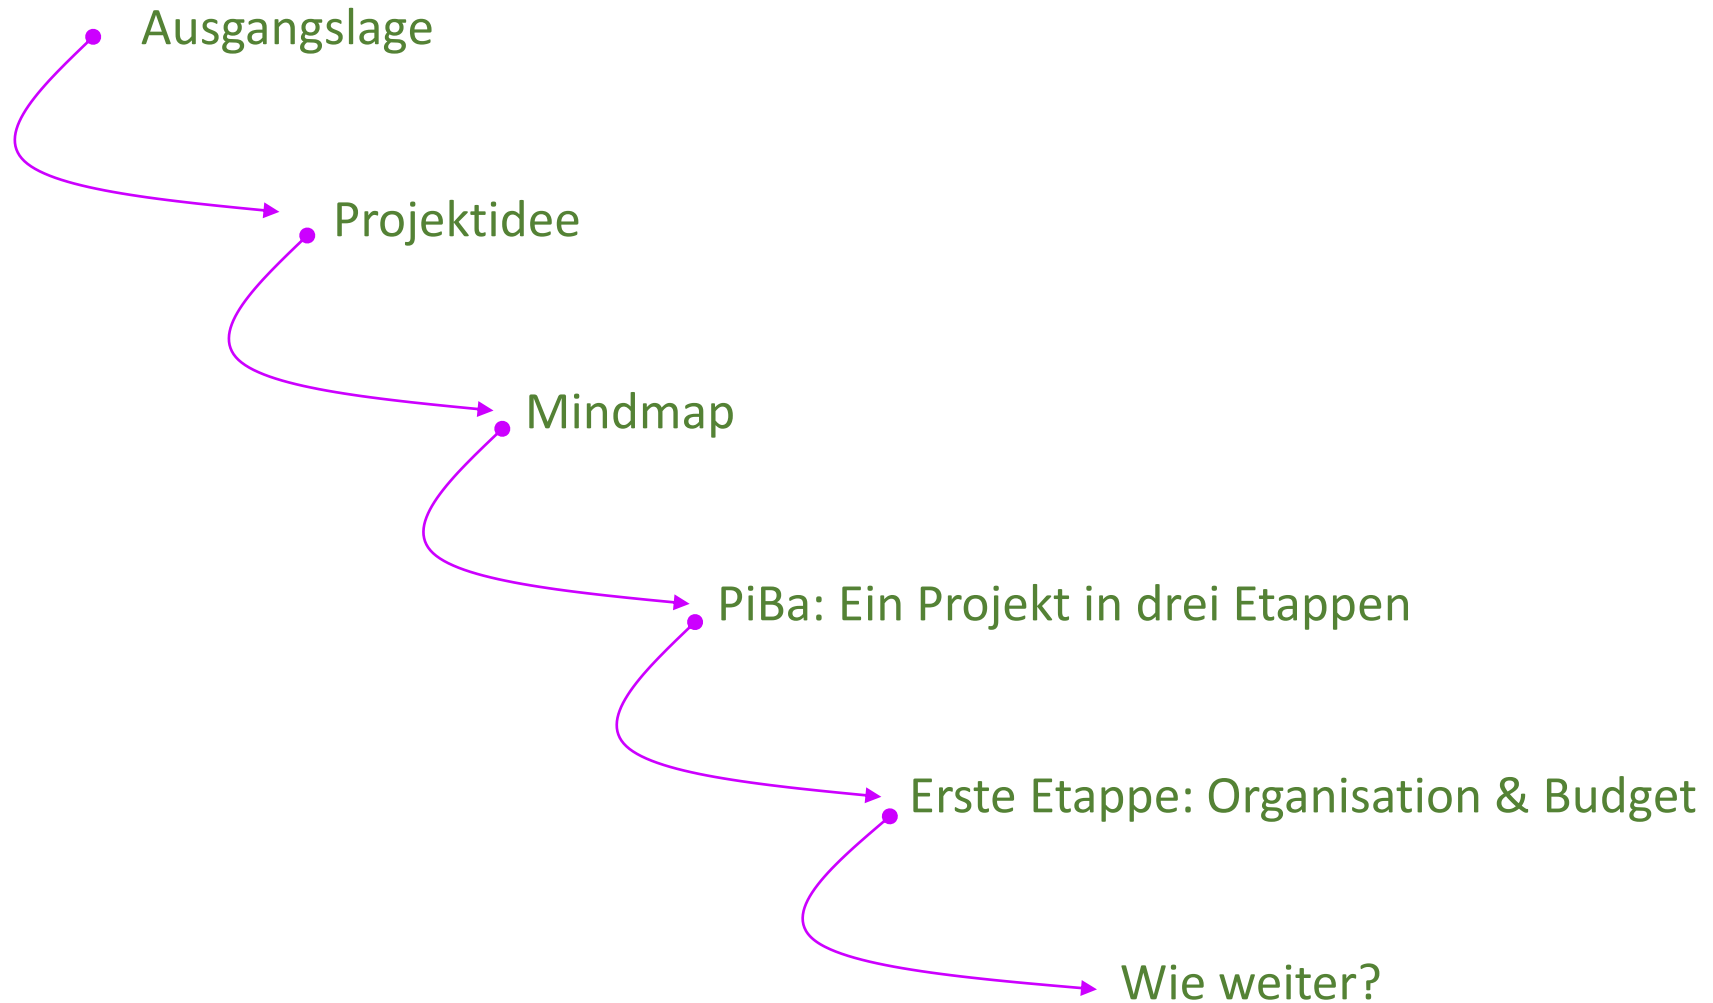 Ausgangslage
Projektidee
Mindmap
PiBa: Ein Projekt in drei Etappen
Erste Etappe: Organisation & Budget
Wie weiter?